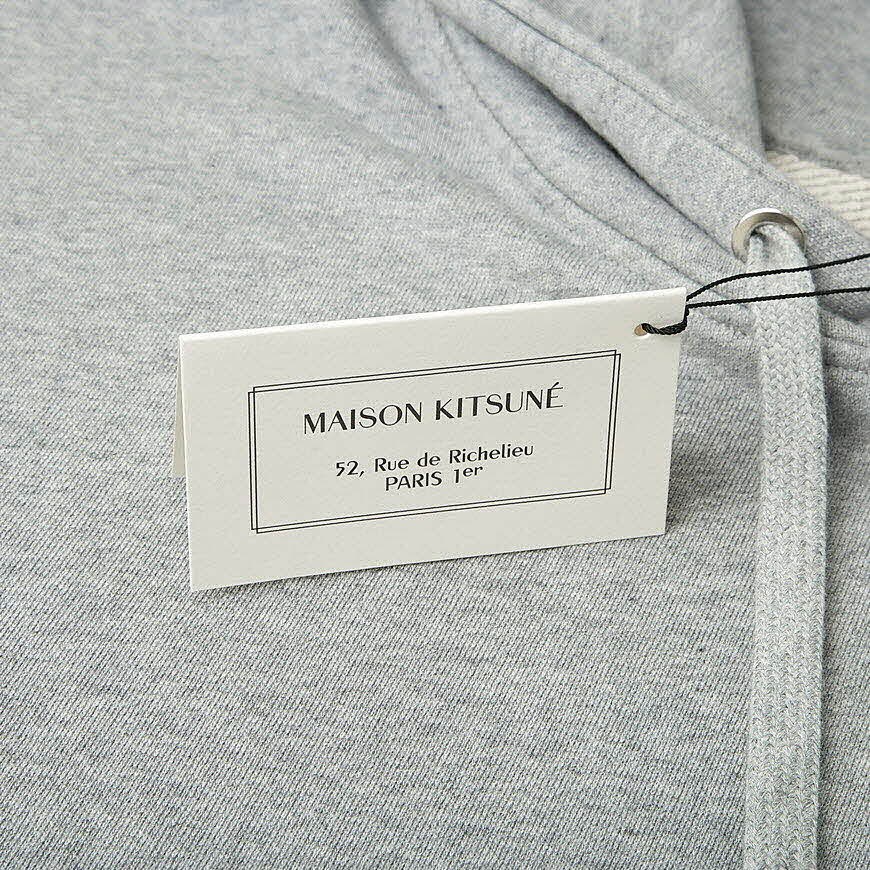 MAISON KITSUNÉ
52, Rue de Richelieu
PARIS 1er